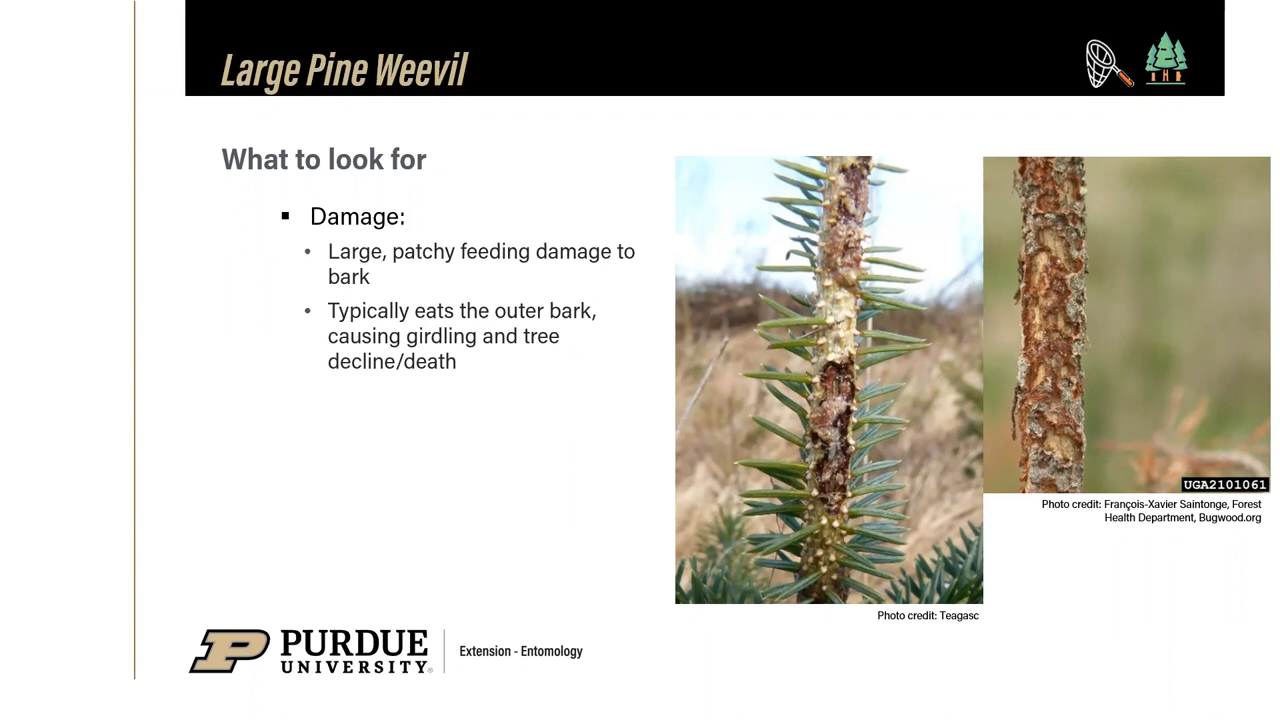 Large Pine Weevil
What to look for
▪ Damage:
• Large, patchy feeding damage to
bark
• Typically eats the outer bark,
causing girdling and tree
decline/death
UGA2101061
Photo credit: François-Xavier Saintonge, Forest
Health Department, Bugwood.org
Photo credit: Teagasc
P PURDUE
UNIVERSITY®
Extension - Entomology